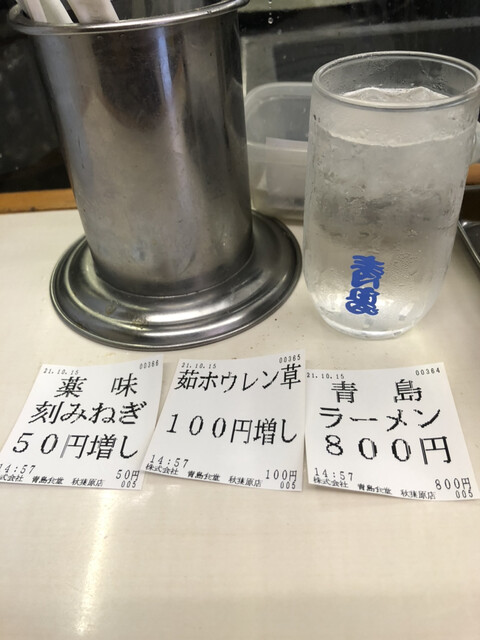 青島
21.10.15 00366
薬味
刻みねぎ
50円増し
14:57 50円
株式会社 青島食堂 秋葉原店 005
21.10.15 00365
茹ホウレン草
100円増し
14:57 100円
株式会社 青島食堂 秋葉原店 005
21.10.15 00364
青島
ラーメン
800円
14:57 800円
株式会社 青島食堂 秋葉原店 005